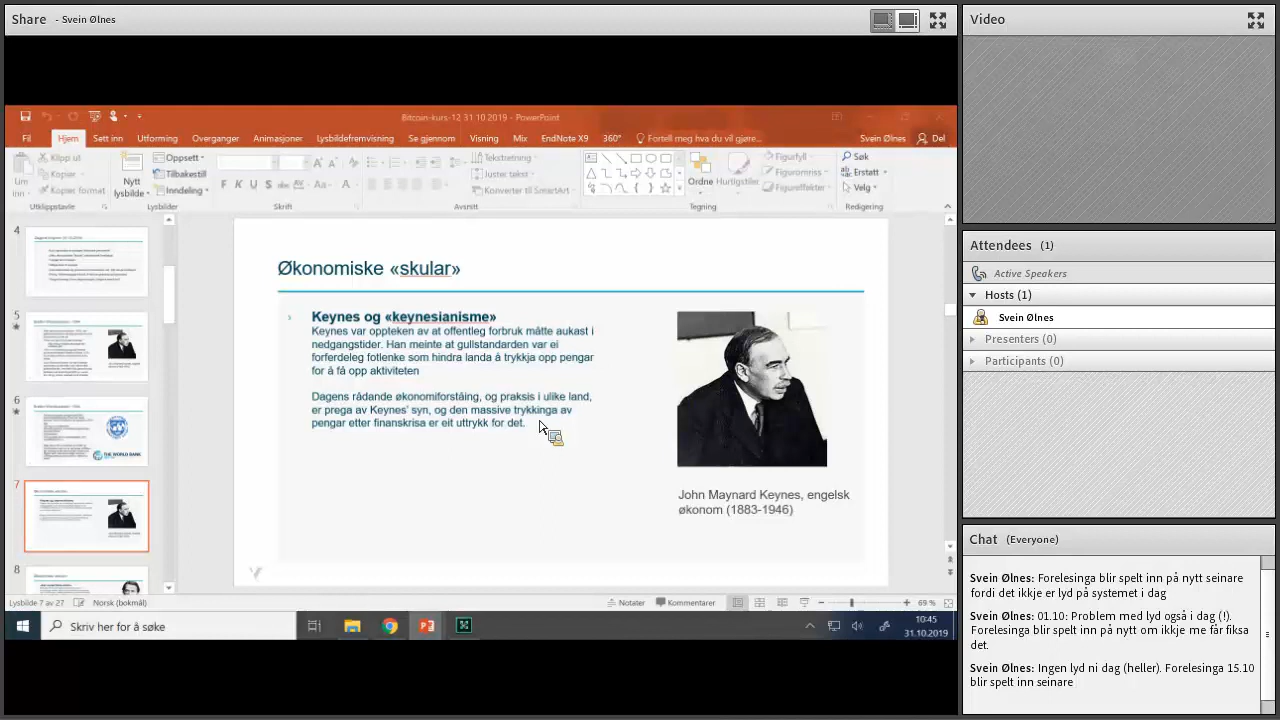 Share - Svein Ølnes
Video
Bitcoin-kurs-12 31.10.2019 - PowerPoint
Fil Hjem Sett inn Utforming Overganger Animasjoner Lysbildefremvisning Se gjennom Visning Mix EndNote X9 360° Fortell meg hva du vil gjøre... Svein Ølnes Del
Lim inn
Klipp ut
Kopier
Kopier format
Utklippstavle
Nytt lysbilde
Oppsett
Tilbakestill
Inndeling
Lysbilder
F K U S abc AV Aa A
Skrift
Tekstretning
Juster tekst
Konverter til SmartArt
Avsnitt
Ordne
Hurtigstiler
Figurfyll
Figuromriss
Figureffekter
Tegning
Søk
Erstatt
Velg
Redigering
4
5
6
THE WORLD BANK
7
8
Økonomiske «skular»
Keynes og «keynesianisme»
Keynes var oppteken av at offentleg forbruk måtte aukast i
nedgangstider. Han meinte at gullstandarden var ei
forferdeleg fotlenke som hindra landa å trykkja opp pengar
for å få opp aktiviteten
Dagens rådande økonomiforståing, og praksis i ulike land,
er prega av Keynes' syn, og den massive trykkinga av
pengar etter finanskrisa er eit uttrykk for det.
John Maynard Keynes, engelsk
økonom (1883-1946)
Lysbilde 7 av 27 Norsk (bokmål) Notater Kommentarer 69 %
Skriv her for å søke
10:45
31.10.2019
Attendees (1)
Active Speakers
Hosts (1)
Svein Ølnes
Presenters (0)
Participants (0)
Chat (Everyone)
Svein Ølnes: Forelesinga blir spelt inn på nynseinare
fordi det ikkje er lyd på systemet i dag
Svein Ølnes: 01.10: Problem med lyd også i dag (!).
Forelesinga blir spelt inn på nytt om ikkje me får fiksa
det.
Svein Ølnes: Ingen lyd ni dag (heller). Forelesinga 15.10
blir spelt inn seinare